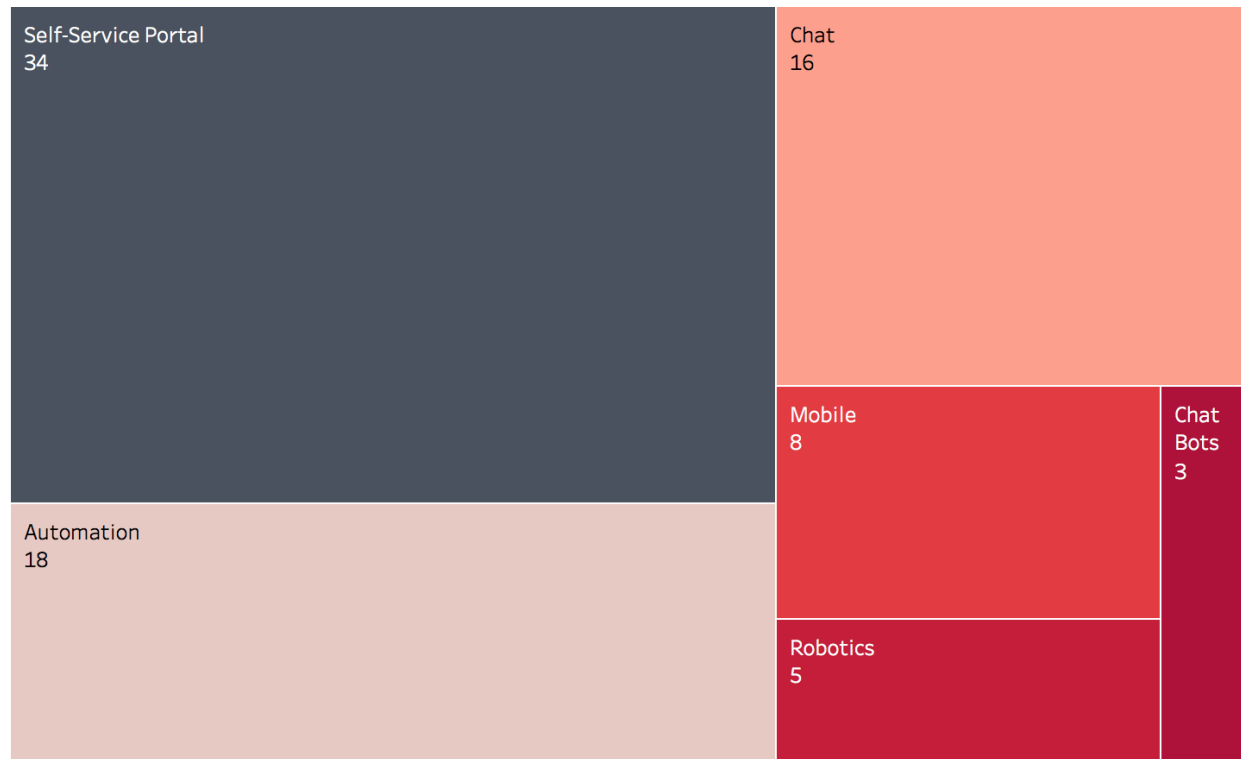 Self-Service Portal
34
Chat
16
Automation
18
Mobile
8
Chat
Bots
3
Robotics
5